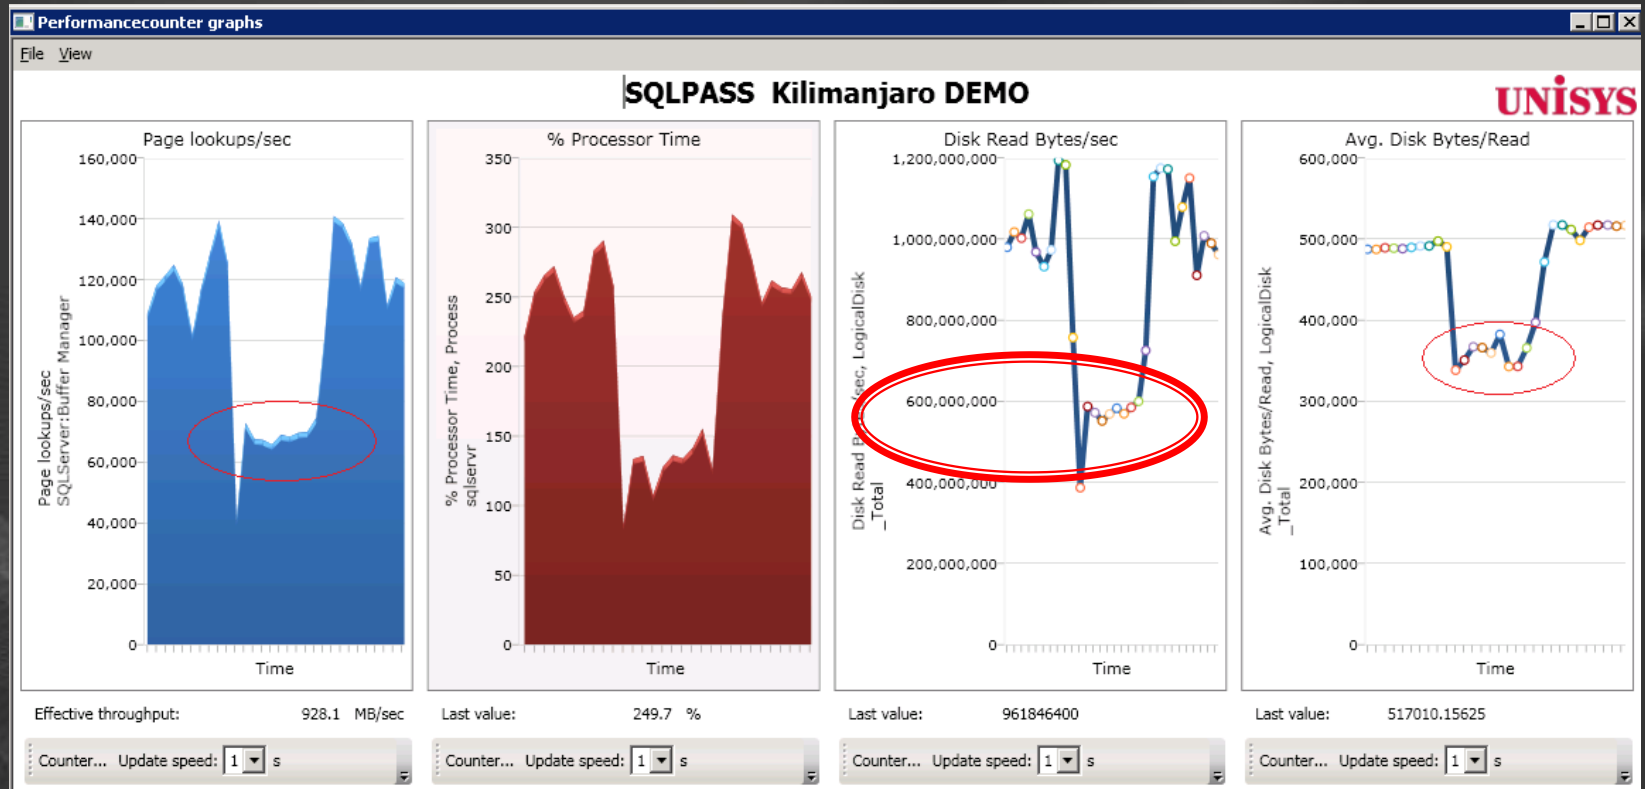 Performancecounter graphs
File View
SQLPASS Kilimanjaro DEMO
UNISYS
Page lookups/sec
160,000
140,000
120,000
100,000
80,000
60,000
40,000
20,000
0
Page lookups/sec
SQLServer:Buffer Manager
Time
Effective throughput: 928.1 MB/sec
Counter... Update speed: 1 s
% Processor Time
350
300
250
200
150
100
50
0
% Processor Time, Process
sqlservr
Time
Last value: 249.7 %
Counter... Update speed: 1 s
Disk Read Bytes/sec
1,200,000,000
1,000,000,000
800,000,000
600,000,000
400,000,000
200,000,000
0
Disk Read Bytes/sec, LogicalDisk
_Total
Time
Last value: 961846400
Counter... Update speed: 1 s
Avg. Disk Bytes/Read
600,000
500,000
400,000
300,000
200,000
100,000
0
Avg. Disk Bytes/Read, LogicalDisk
_Total
Time
Last value: 517010.15625
Counter... Update speed: 1 s